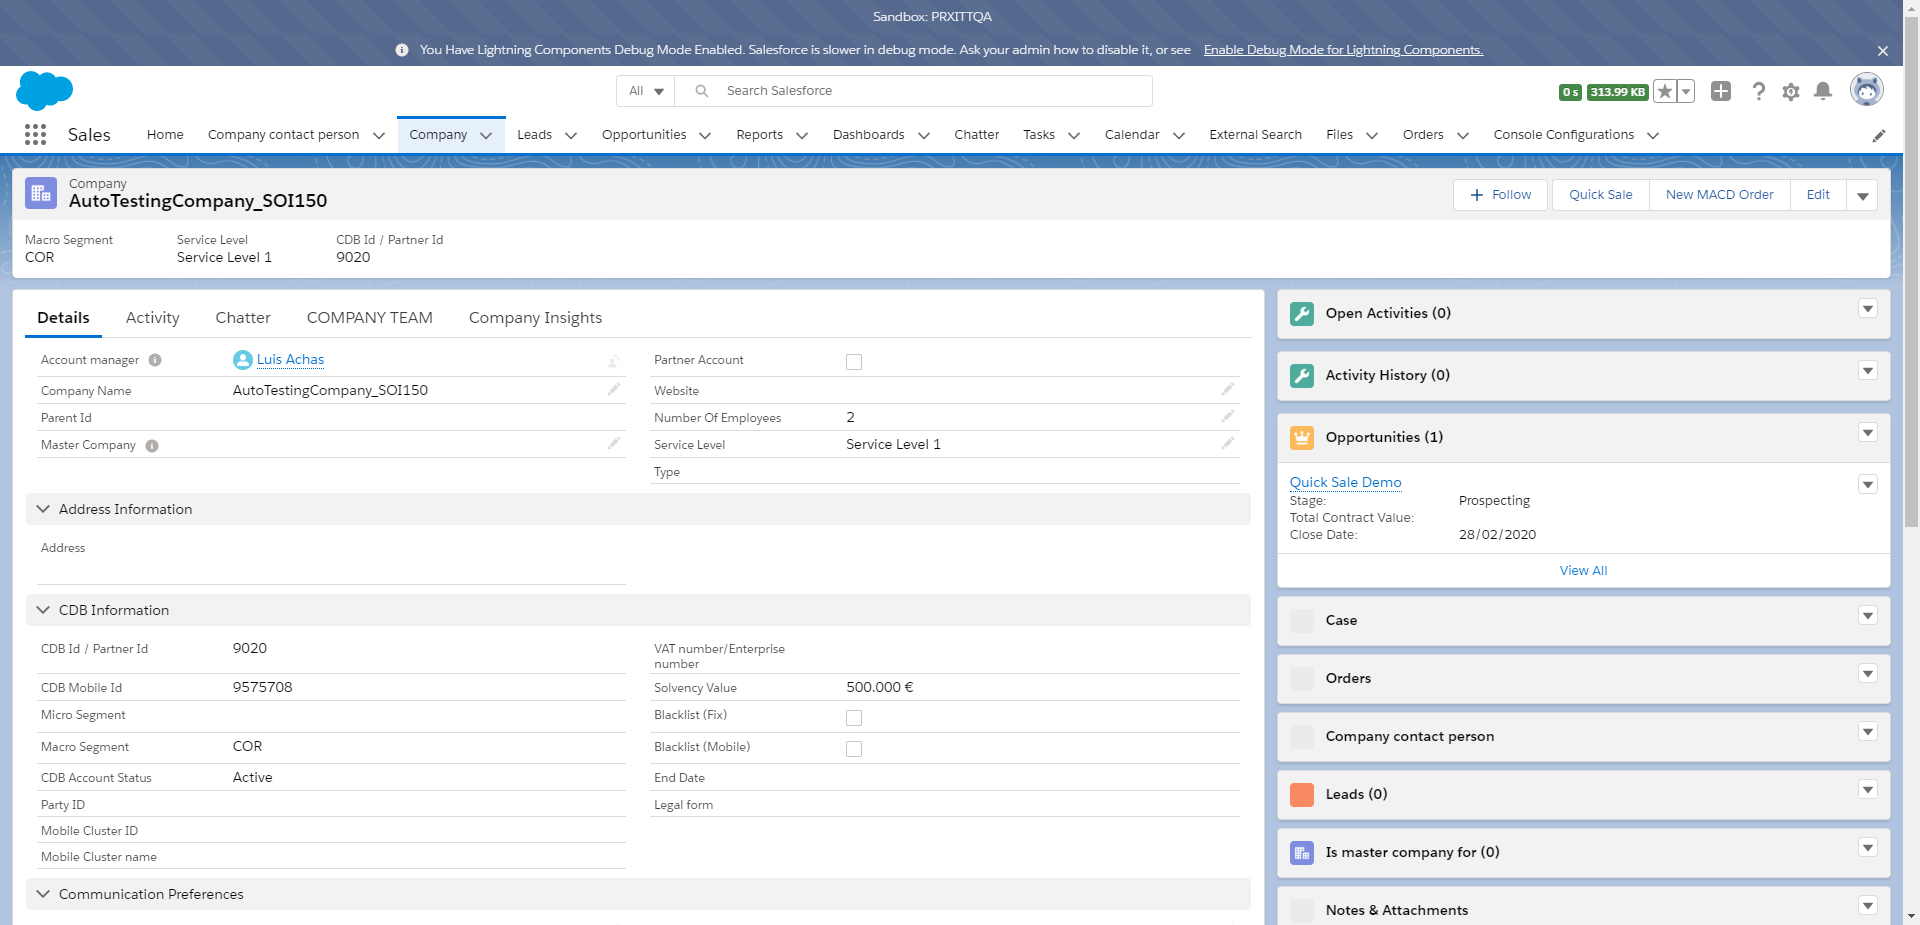 Sandbox: PRXITTQA
You Have Lightning Components Debug Mode Enabled. Salesforce is slower in debug mode. Ask your admin how to disable it, or see Enable Debug Mode for Lightning Components.
All Search Salesforce
0 s 313.99 KB
Sales Home Company contact person Company Leads Opportunities Reports Dashboards Chatter Tasks Calendar External Search Files Orders Console Configurations
Company
AutoTestingCompany_SOI150
+ Follow Quick Sale New MACD Order Edit
Macro Segment Service Level CDB Id / Partner Id
COR Service Level 1 9020
Details Activity Chatter COMPANY TEAM Company Insights
Account manager Luis Achas Partner Account
Company Name AutoTestingCompany_SOI150 Website
Parent Id Number Of Employees 2
Master Company Service Level Service Level 1
Type
Address Information
Address
CDB Information
CDB Id / Partner Id 9020 VAT number/Enterprise
number
CDB Mobile Id 9575708 Solvency Value 500.000 €
Micro Segment Blacklist (Fix)
Macro Segment COR Blacklist (Mobile)
CDB Account Status Active End Date
Party ID Legal form
Mobile Cluster ID
Mobile Cluster name
Communication Preferences
Open Activities (0)
Activity History (0)
Opportunities (1)
Quick Sale Demo
Stage: Prospecting
Total Contract Value:
Close Date: 28/02/2020
View All
Case
Orders
Company contact person
Leads (0)
Is master company for (0)
Notes & Attachments